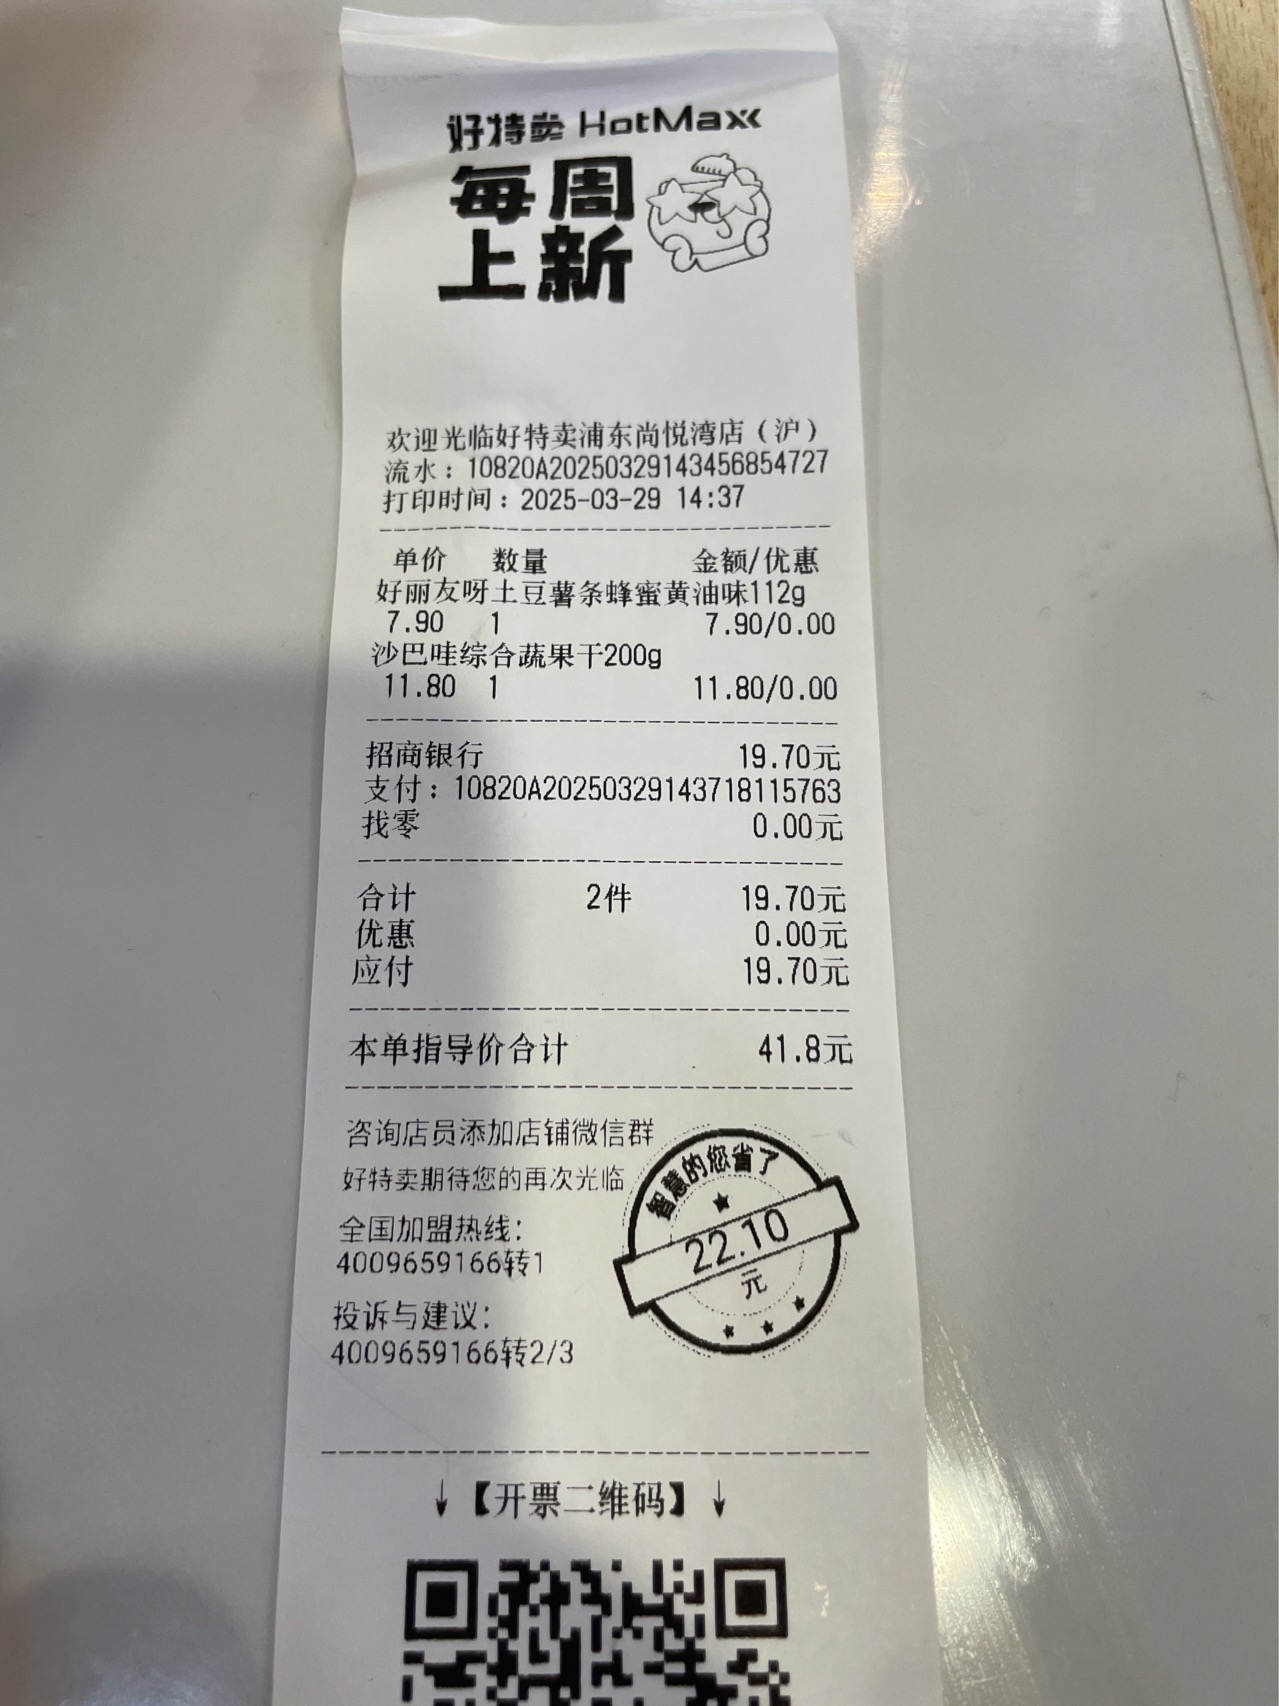 好特卖 HotMaxx
每周
上新
欢迎光临好特卖浦东尚悦湾店（沪）
流水：10820A20250329143456854727
打印时间：2025-03-29 14:37
单价 数量 金额/优惠
好丽友呀土豆薯条蜂蜜黄油味112g
7.90 1 7.90/0.00
沙巴哇综合蔬果干200g
11.80 1 11.80/0.00
招商银行 19.70元
支付：10820A20250329143718115763
找零 0.00元
合计 2件 19.70元
优惠 0.00元
应付 19.70元
本单指导价合计 41.8元
咨询店员添加店铺微信群
好特卖期待您的再次光临
全国加盟热线：
4009659166转1
投诉与建议：
4009659166转2/3
智慧的您省了
22.10
元
↓【开票二维码】↓